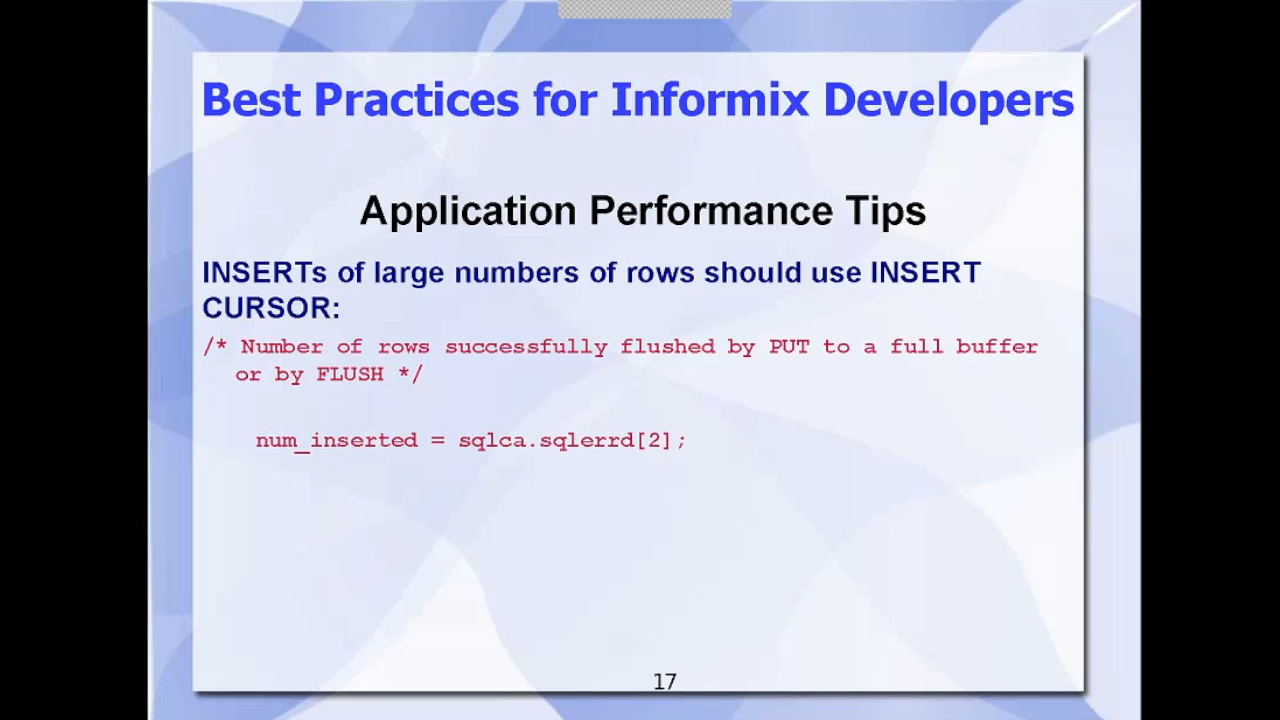 Best Practices for Informix Developers
Application Performance Tips
INSERTs of large numbers of rows should use INSERT
CURSOR:
/* Number of rows successfully flushed by PUT to a full buffer
or by FLUSH */
num_inserted = sqlca.sqlerrd[2];
17